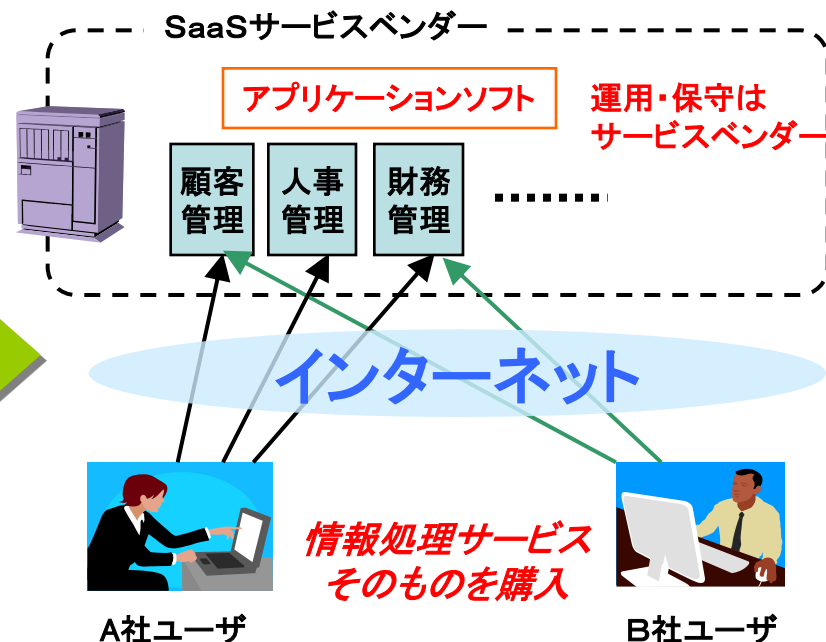 SaaSサービスベンダー
アプリケーションソフト
運用・保守は
サービスベンダー
顧客
管理
人事
管理
財務
管理
インターネット
情報処理サービス
そのものを購入
A社ユーザ
B社ユーザ